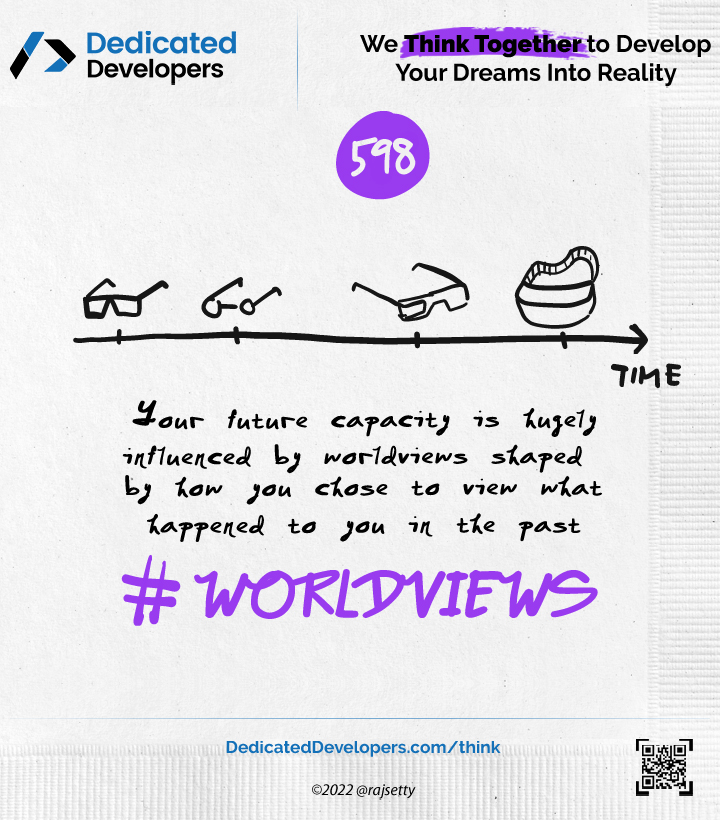 Dedicated
Developers
We Think Together to Develop
Your Dreams Into Reality
598
TIME
Your future capacity is hugely
influenced by worldviews shaped
by how you chose to view what
happened to you in the past
#WORLDVIEWS
DedicatedDevelopers.com/think
©2022 @rajsetty